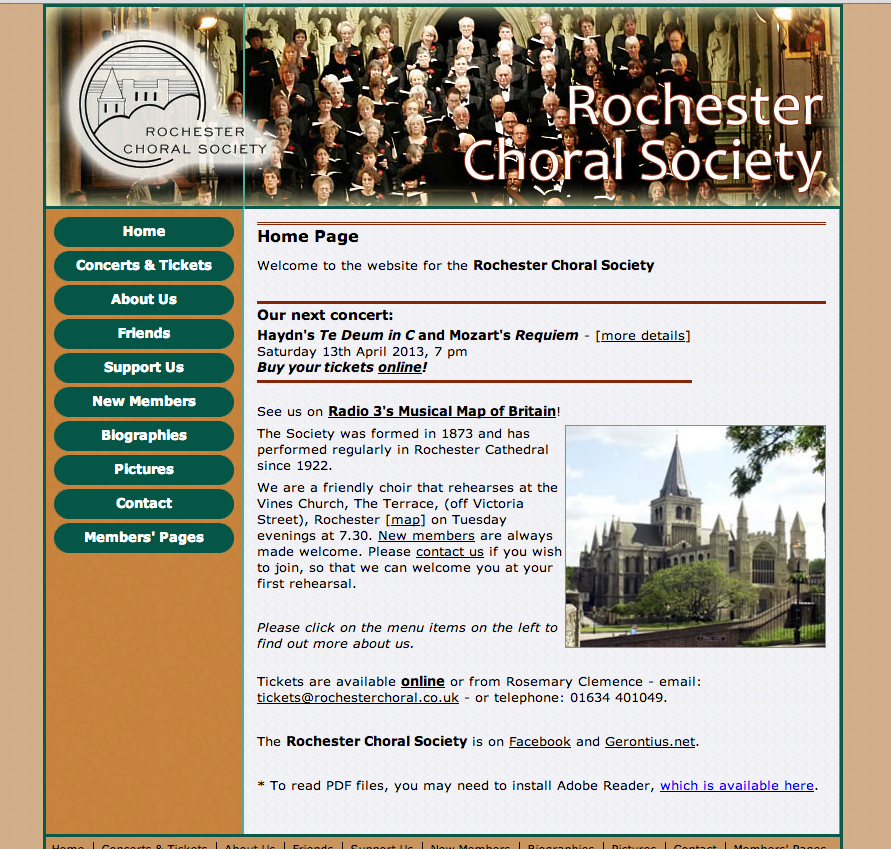 ROCHESTER
CHORAL SOCIETY
Rochester
Choral Society
Home
Concerts & Tickets
About Us
Friends
Support Us
New Members
Biographies
Pictures
Contact
Members' Pages
Home Page
Welcome to the website for the Rochester Choral Society
Our next concert:
Haydn's Te Deum in C and Mozart's Requiem - [more details]
Saturday 13th April 2013, 7 pm
Buy your tickets online!
See us on Radio 3's Musical Map of Britain!
The Society was formed in 1873 and has
performed regularly in Rochester Cathedral
since 1922.
We are a friendly choir that rehearses at the
Vines Church, The Terrace, (off Victoria
Street), Rochester [map] on Tuesday
evenings at 7.30. New members are always
made welcome. Please contact us if you wish
to join, so that we can welcome you at your
first rehearsal.
Please click on the menu items on the left to
find out more about us.
Tickets are available online or from Rosemary Clemence - email:
tickets@rochesterchoral.co.uk - or telephone: 01634 401049.
The Rochester Choral Society is on Facebook and Gerontius.net.
* To read PDF files, you may need to install Adobe Reader, which is available here.
Home | Concerts & Tickets | About Us | Friends | Support Us | New Members | Biographies | Pictures | Contact | Members' Pages